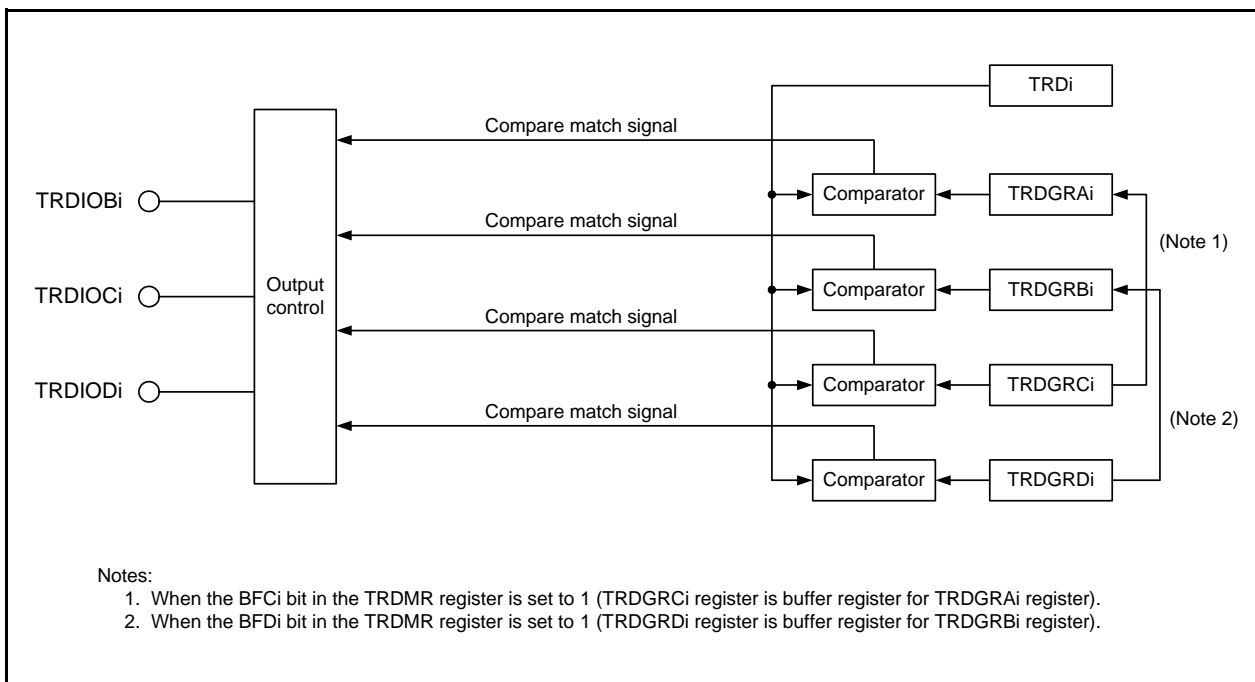 TRDi
Compare match signal
Comparator
TRDGRAi
TRDIOBi
(Note 1)
Compare match signal
Comparator
TRDGRBi
Output
control
TRDIOCi
Compare match signal
Comparator
TRDGRCi
TRDIODi
(Note 2)
Compare match signal
Comparator
TRDGRDi
Notes:
1. When the BFCi bit in the TRDMR register is set to 1 (TRDGRCi register is buffer register for TRDGRAi register).
2. When the BFDi bit in the TRDMR register is set to 1 (TRDGRDi register is buffer register for TRDGRBi register).